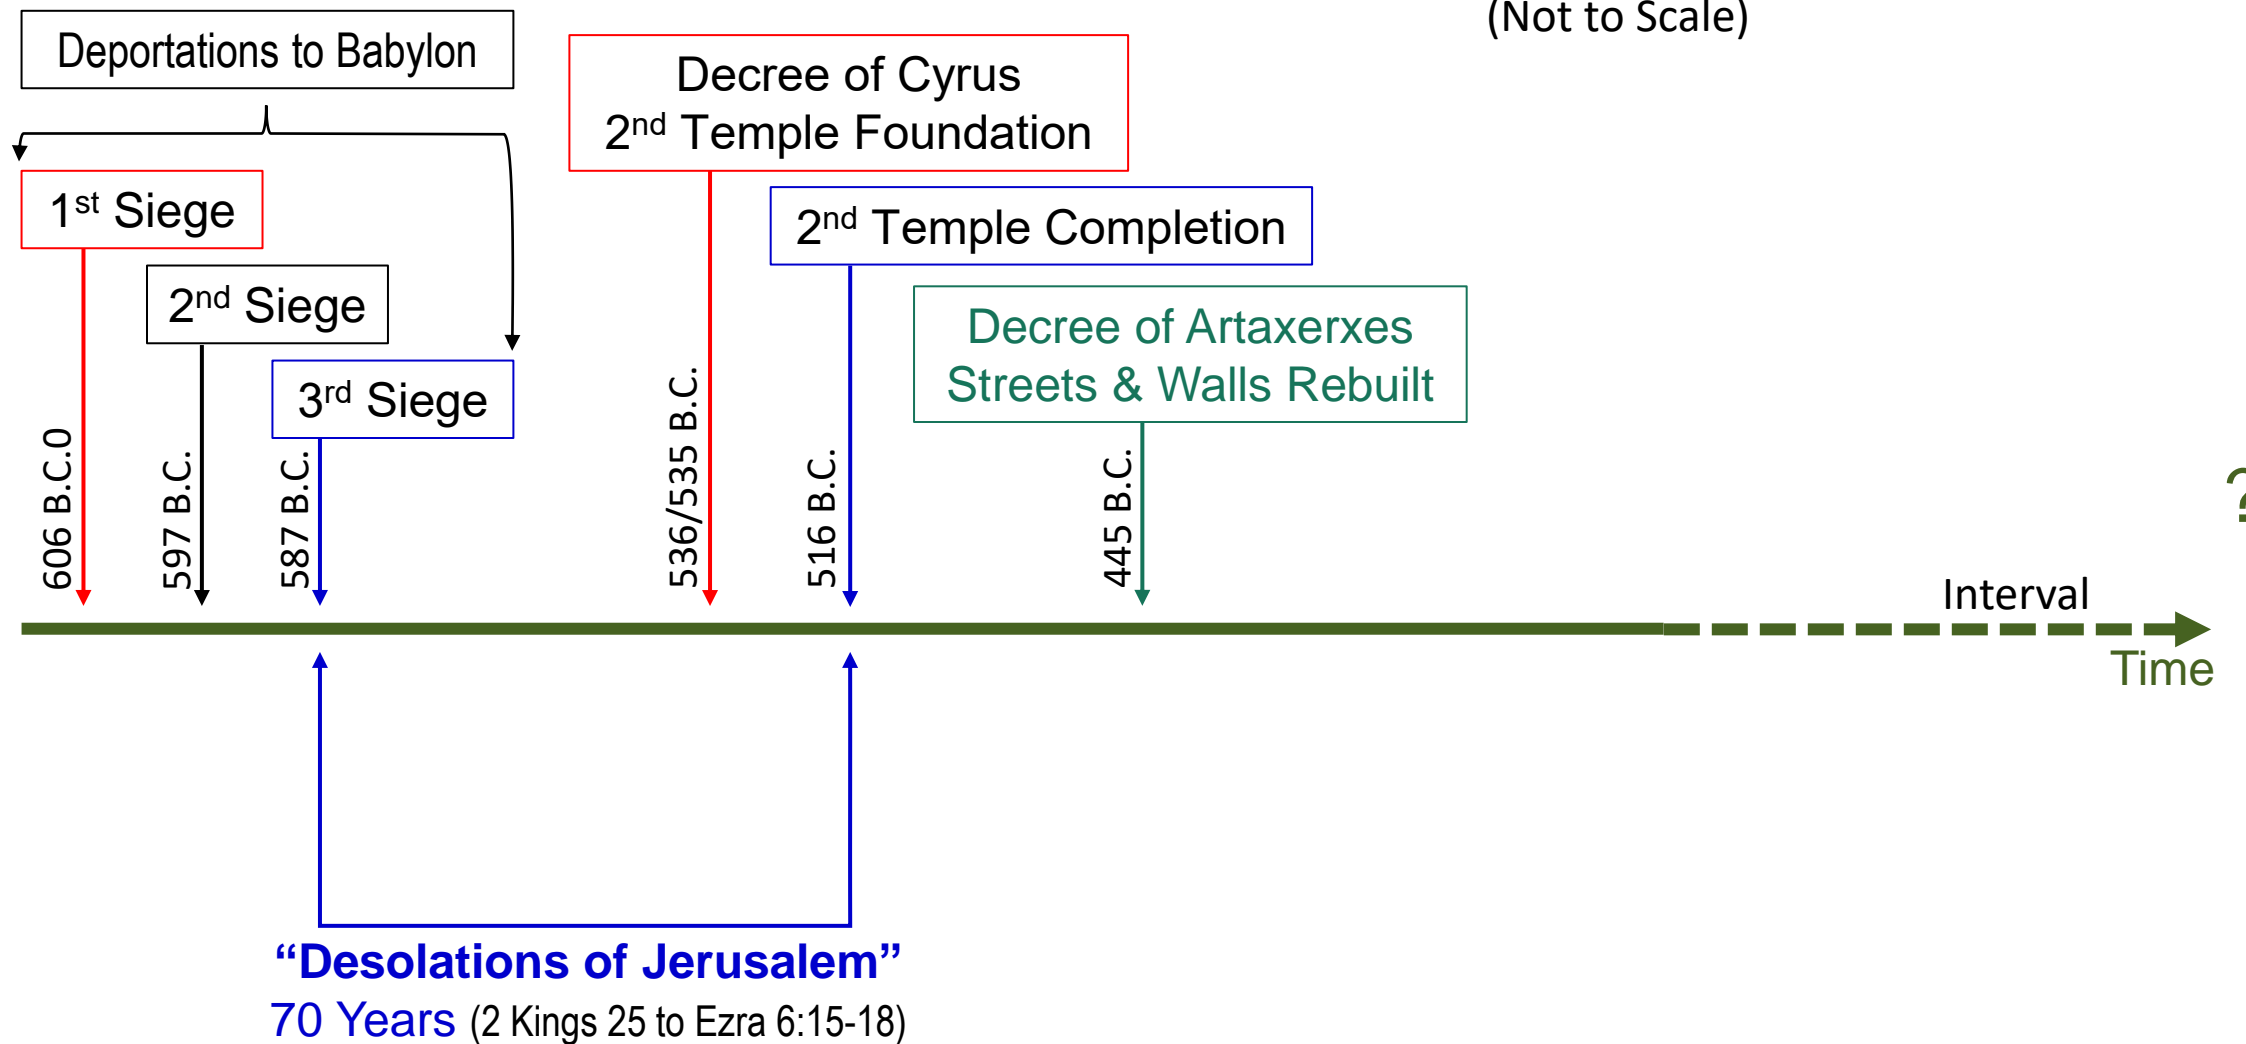 (Not to Scale)
Deportations to Babylon
Decree of Cyrus
2nd Temple Foundation
1st Siege
2nd Temple Completion
2nd Siege
Decree of Artaxerxes
Streets & Walls Rebuilt
3rd Siege
606 B.C.0
597 B.C.
587 B.C.
536/535 B.C.
516 B.C.
445 B.C.
?
Interval
Time
“Desolations of Jerusalem”
70 Years (2 Kings 25 to Ezra 6:15-18)